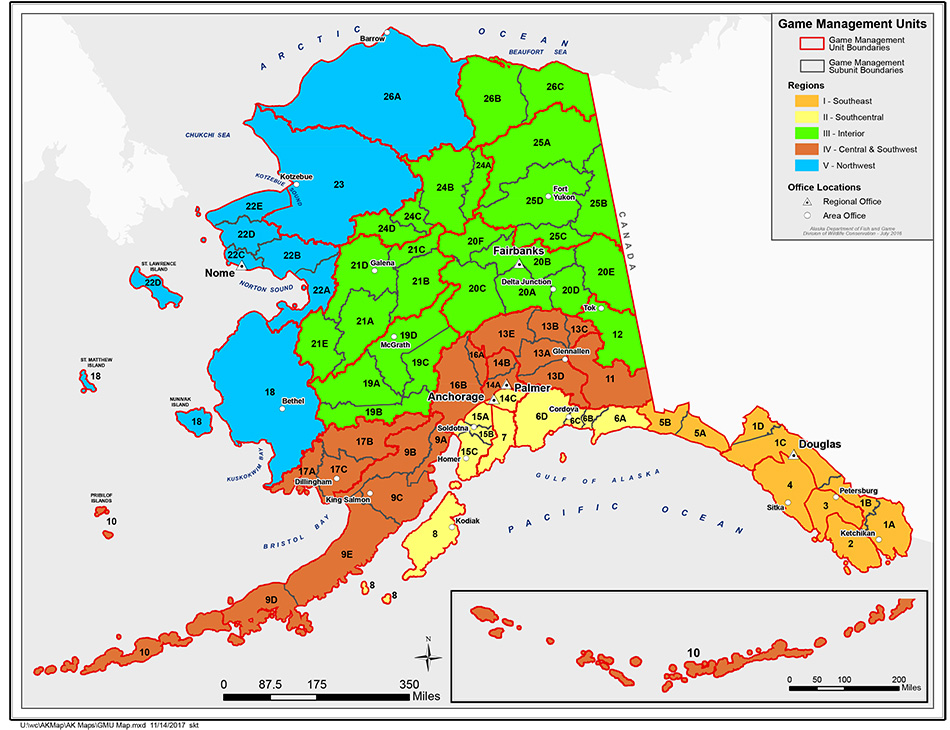 Game Management Units
Game Management
Unit Boundaries
Game Management
Subunit Boundaries
Regions
I - Southeast
II - Southcentral
III - Interior
IV - Central & Southwest
V - Northwest
Office Locations
Regional Office
Area Office
Alaska Department of Fish and Game
Division of Wildlife Conservation - July 2016
ARCTIC OCEAN
BEAUFORT SEA
Barrow
26A
26B
26C
CHUKCHI SEA
25A
24A
Kotzebue
KOTZEBUE SOUND
23
24B
Fort
Yukon
25D
25B
22E
24C
24D
CANADA
22D
22C
22B
20F
25C
21C
Fairbanks
20B
Nome
ST. LAWRENCE
ISLAND
22D
NORTON SOUND
22A
21D
Galena
21B
20C
Delta Junction
20A
20D
20E
Tok
21A
21E
19D
McGrath
13E
13B
13C
12
ST. MATTHEW
ISLAND
18
19C
16A
14B
13A
Glennallen
13D
11
18
Bethel
19A
16B
14A
Palmer
Anchorage
14C
NUNIVAK
ISLAND
18
19B
15A
Soldotna
15B
7
6D
Cordova
6C
6B
6A
5B
5A
1D
1C
Douglas
17B
9B
9A
15C
Homer
KUSKOKWIM BAY
17A
17C
Dillingham
King Salmon
9C
GULF OF ALASKA
4
Petersburg
Sitka
3
1B
1A
Ketchikan
2
PRIBILOF
ISLANDS
10
BRISTOL BAY
Kodiak
8
PACIFIC OCEAN
9E
8
8
9D
10
N
10
0 87.5 175 350
Miles
0 50 100 200
Miles
U:\wc\AKMap\AK Maps\GMU Map.mxd 11/14/2017 skt